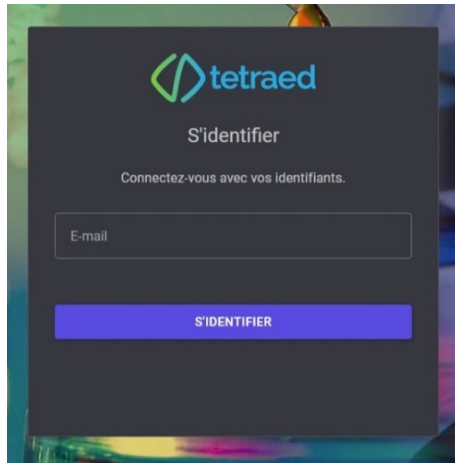 tetraed
S'identifier
Connectez-vous avec vos identifiants.
E-mail
S'IDENTIFIER